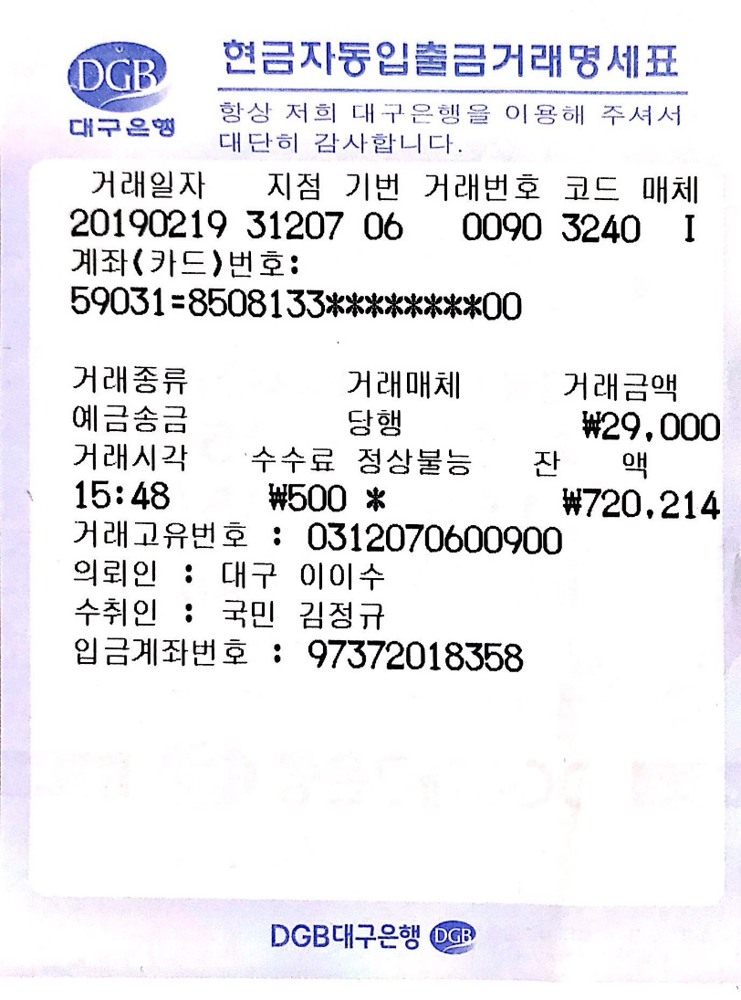 DGB
대구은행
현금자동입출금거래명세표
항상 저희 대구은행을 이용해 주셔서
대단히 감사합니다.
거래일자 지점 기번 거래번호 코드 매체
20190219 31207 06 0090 3240 I
계좌(카드)번호:
59031=8508133********00
거래종류 거래매체 거래금액
예금송금 당행 ₩29,000
거래시각 수수료 정상불능 잔 액
15:48 ₩500 * ₩720,214
거래고유번호 : 0312070600900
의뢰인 : 대구 이이수
수취인 : 국민 김정규
입금계좌번호 : 97372018358
DGB대구은행 DGB